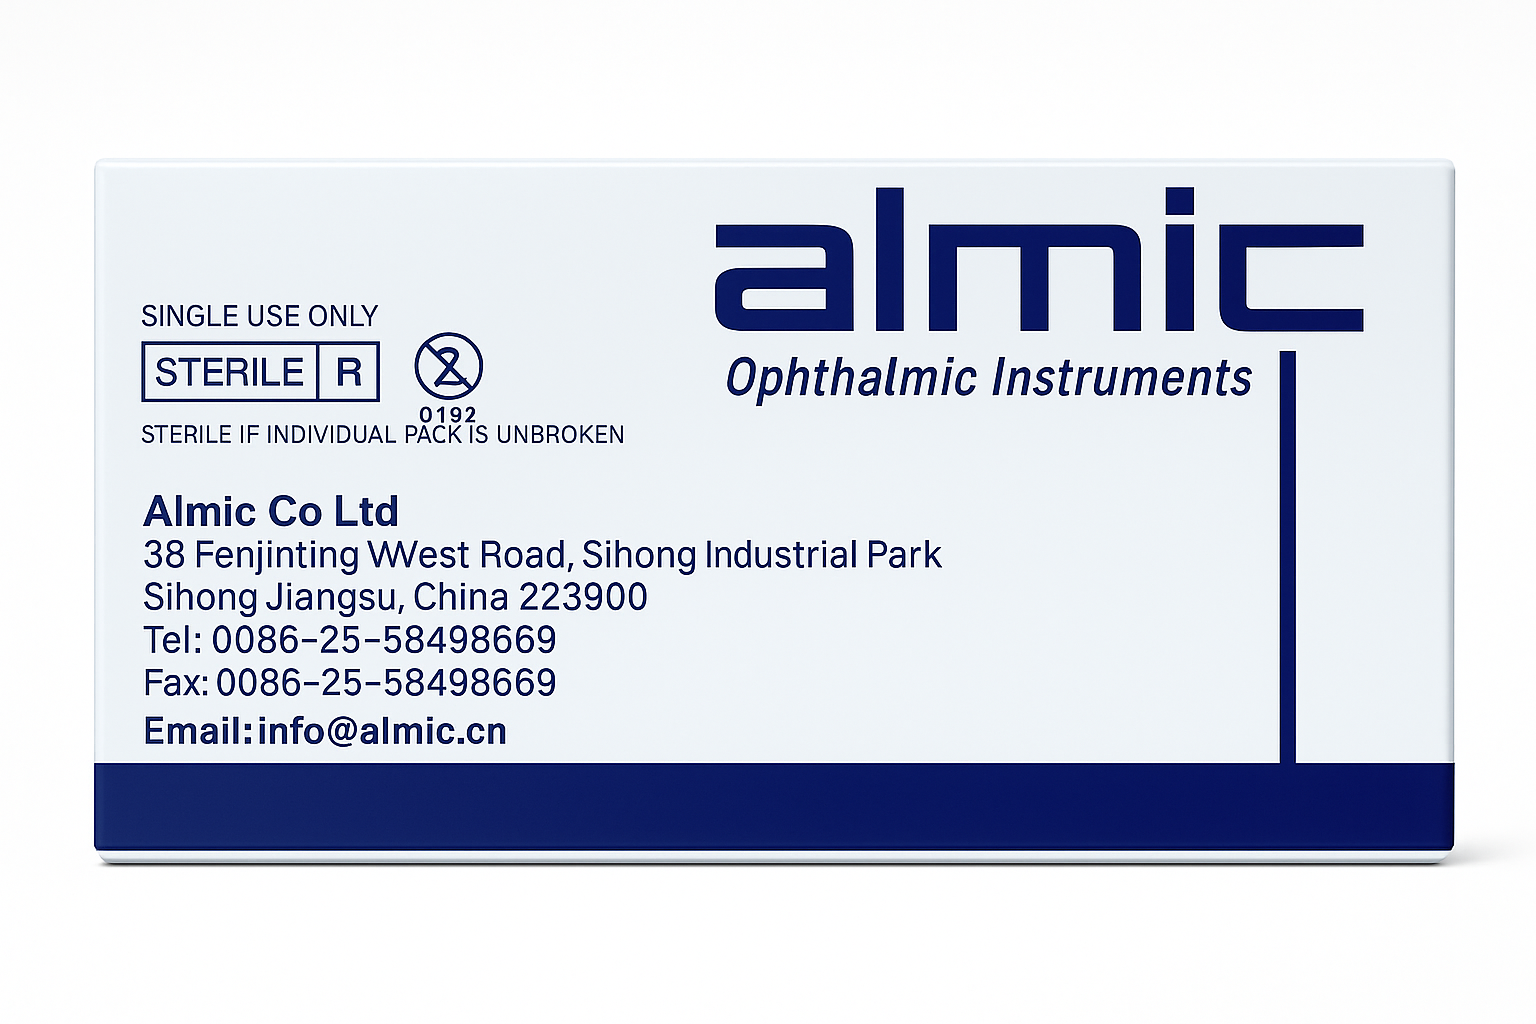 almic
Ophthalmic Instruments
SINGLE USE ONLY
STERILE R
2
0192
STERILE IF INDIVIDUAL PACK IS UNBROKEN
Almic Co Ltd
38 Fenjinting West Road, Sihong Industrial Park
Sihong Jiangsu, China 223900
Tel: 0086-25-58498669
Fax: 0086-25-58498669
Email: info@almic.cn